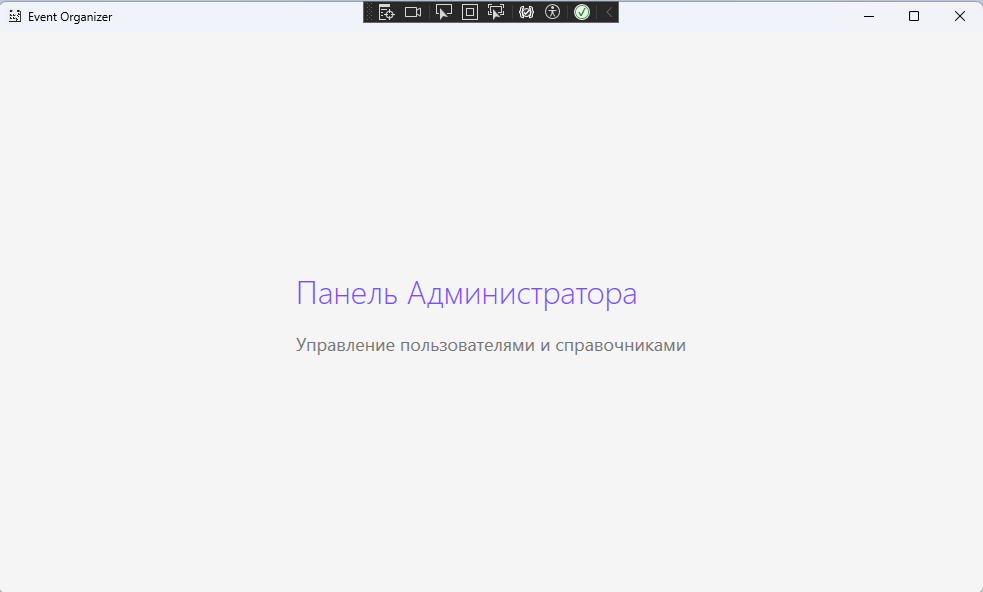 Event Organizer
Панель Администратора
Управление пользователями и справочниками